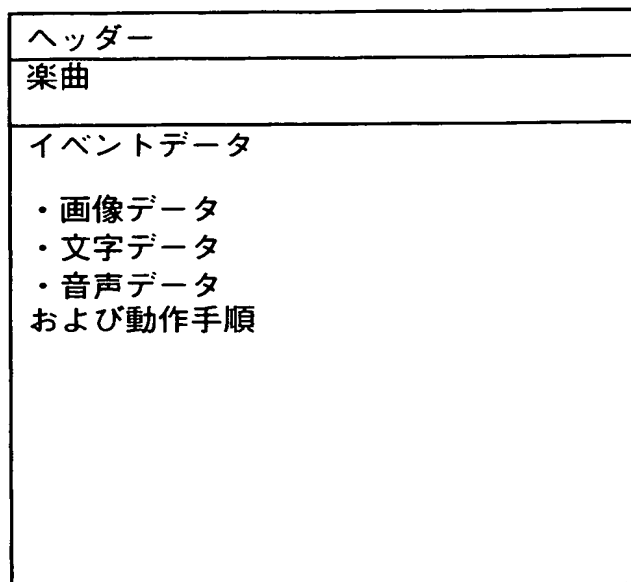 ヘッダー
楽曲
イベントデータ
・画像データ
・文字データ
・音声データ
および動作手順